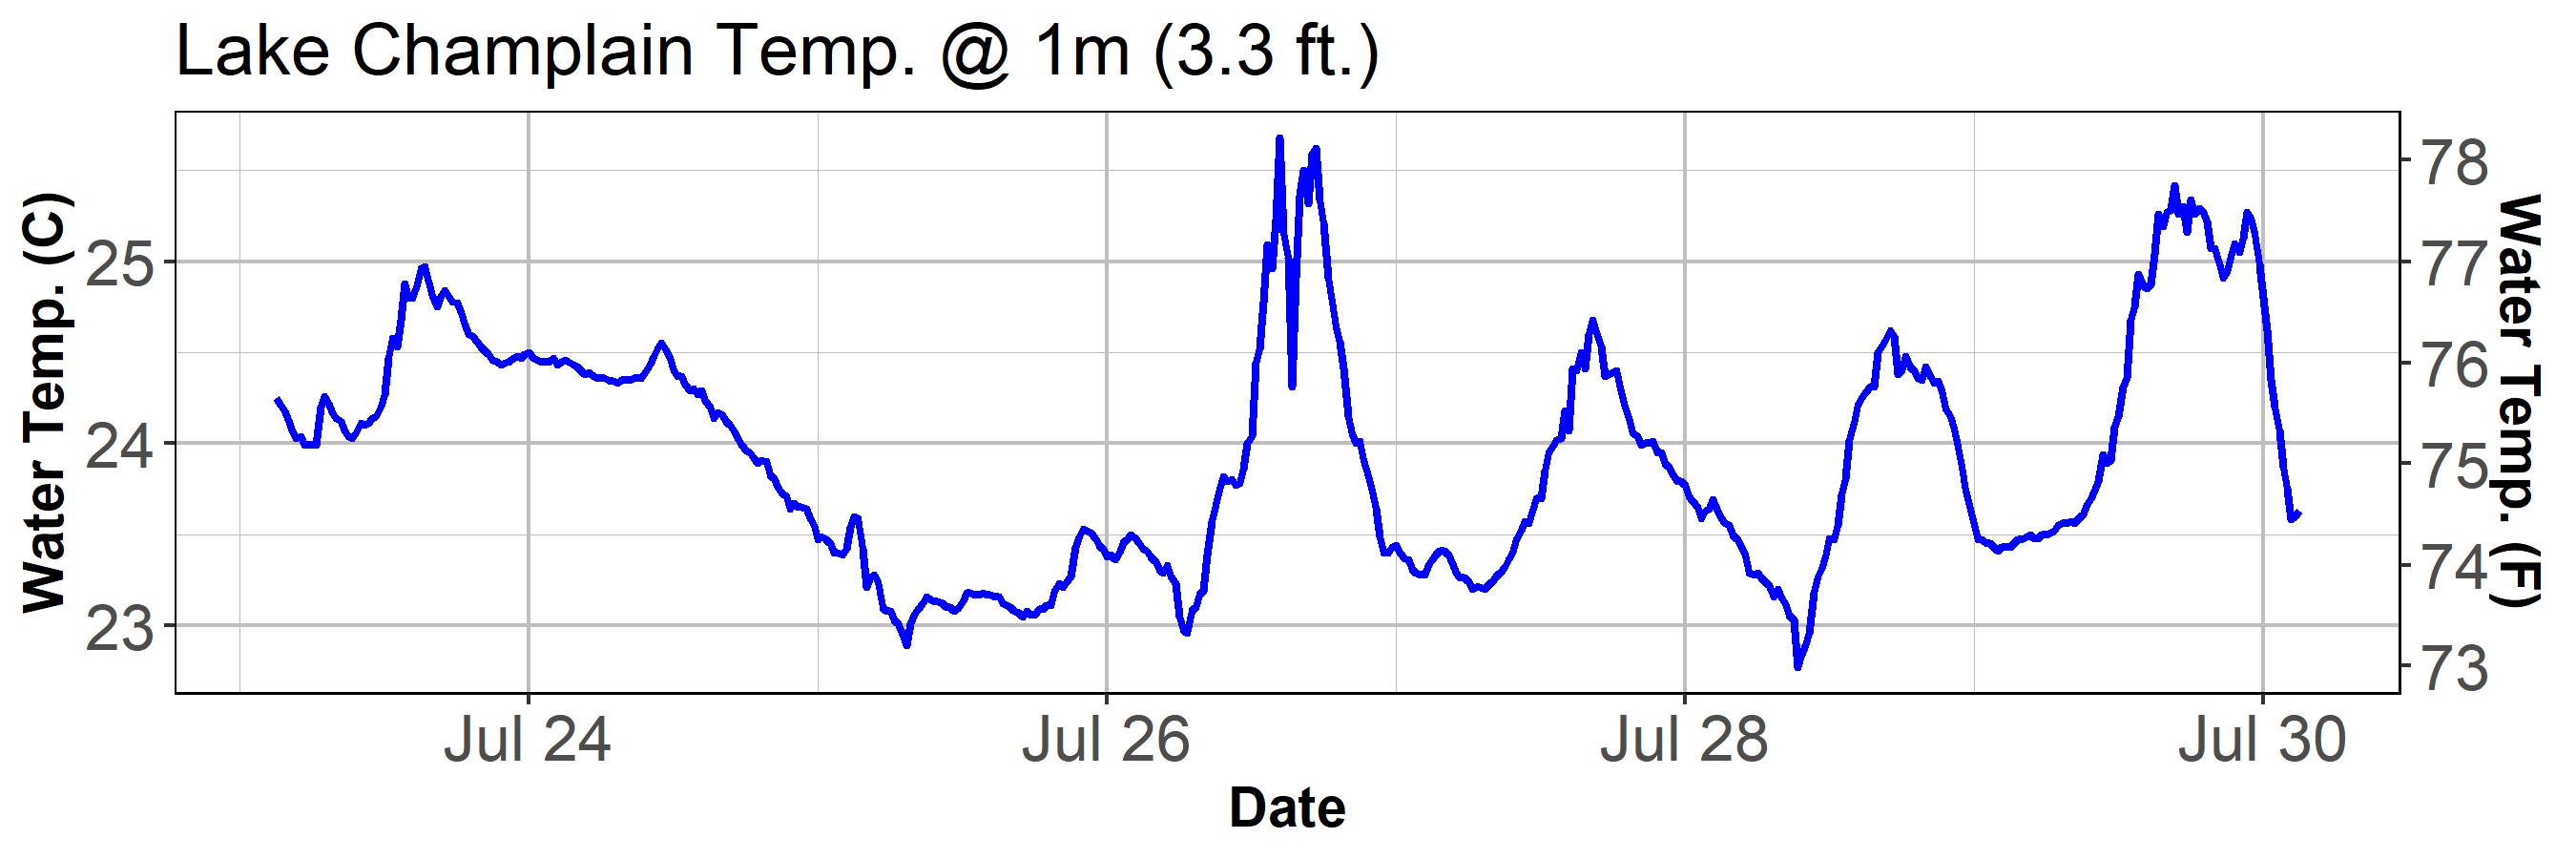 Lake Champlain Temp. @ 1m (3.3 ft.)
Water Temp. (C)
25
24
23
78
77
76
75
74
73
Water Temp. (F)
Jul 24
Jul 26
Jul 28
Jul 30
Date